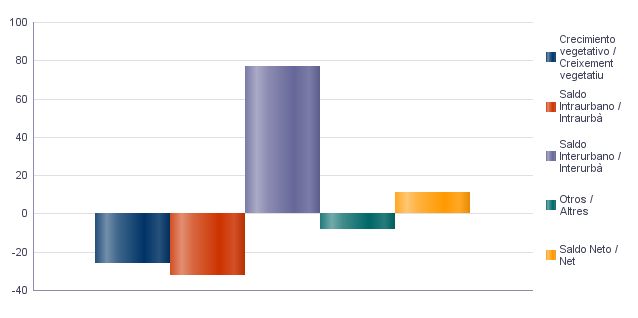 100
80
60
40
20
0
-20
-40
Crecimiento
vegetativo /
Creixement
vegetatiu
Saldo
Intraurbano /
Intraurbà
Saldo
Interurbano /
Interurbà
Otros /
Altres
Saldo Neto /
Net